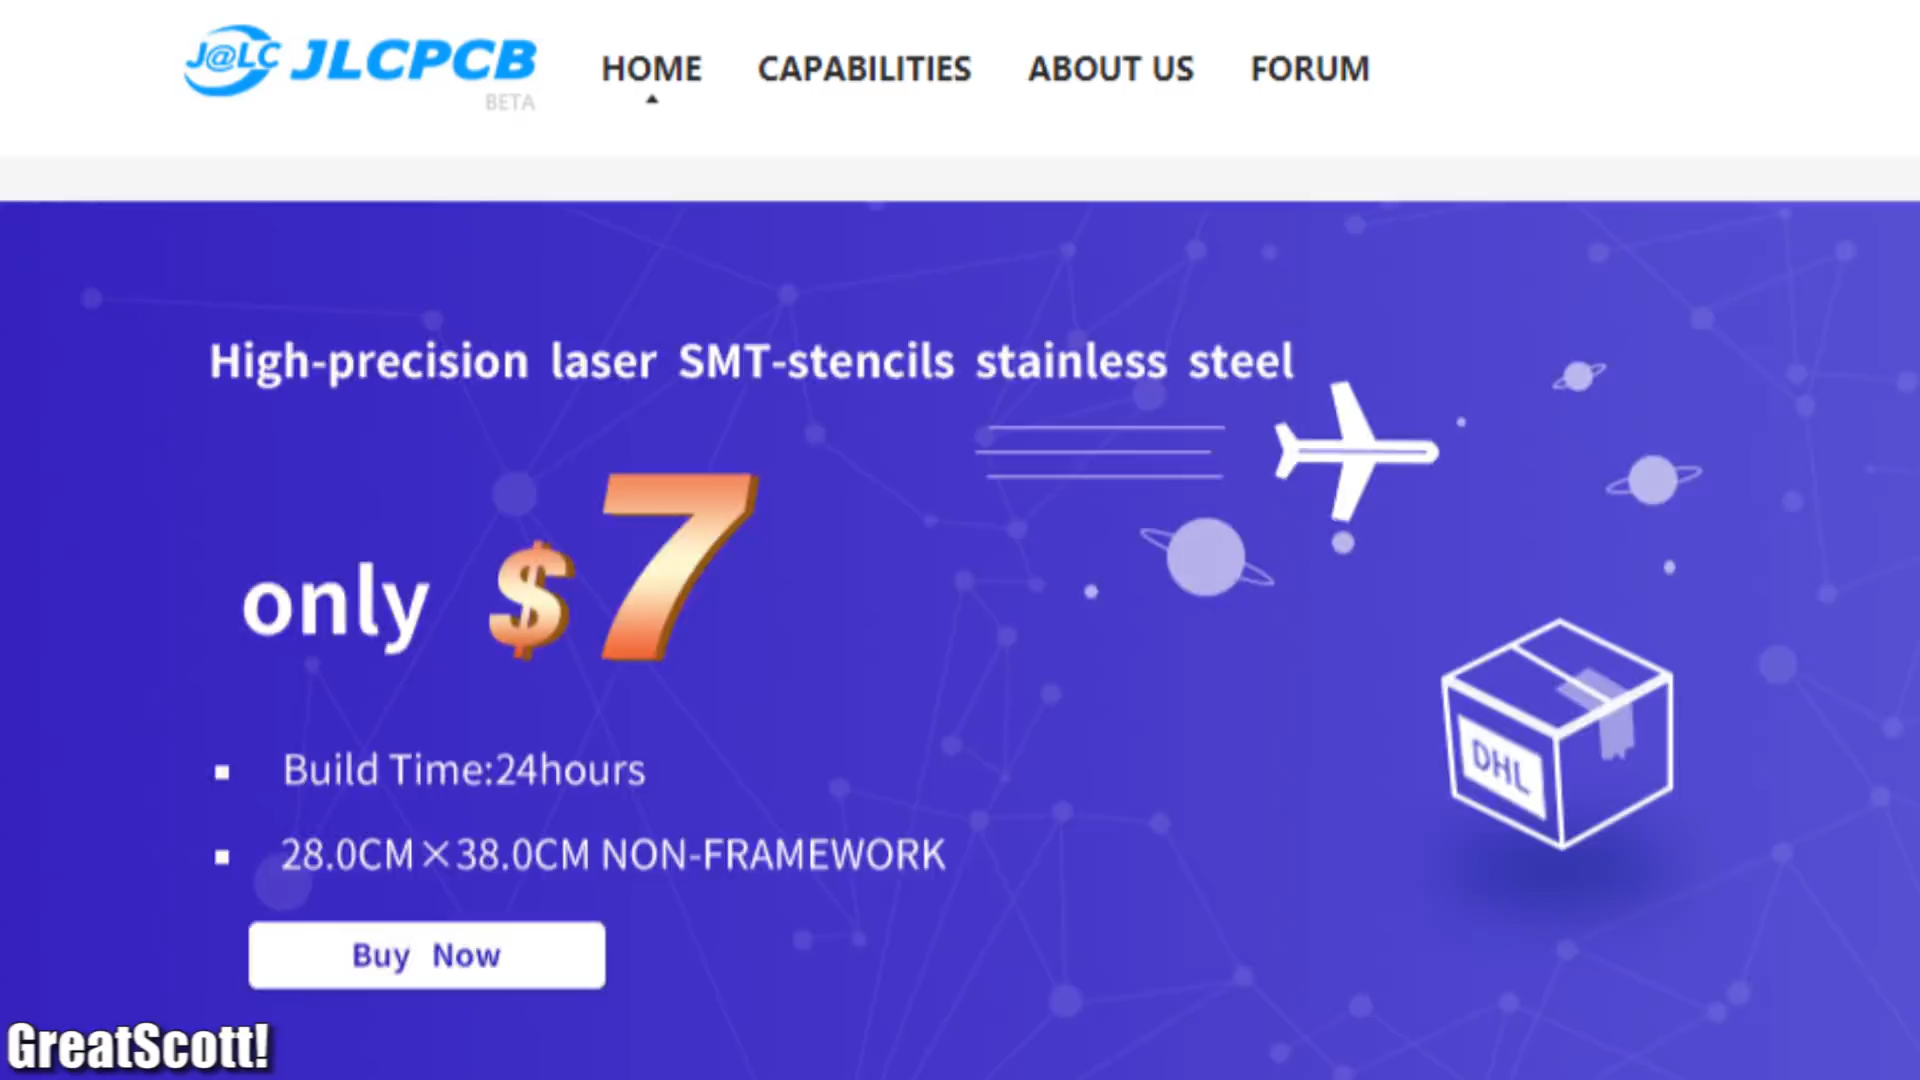 J@LC JLCPCB
BETA
HOME CAPABILITIES ABOUT US FORUM
High-precision laser SMT-stencils stainless steel
only $7
Build Time:24hours
28.0CM×38.0CM NON-FRAMEWORK
DHL
Buy Now
GreatScott!